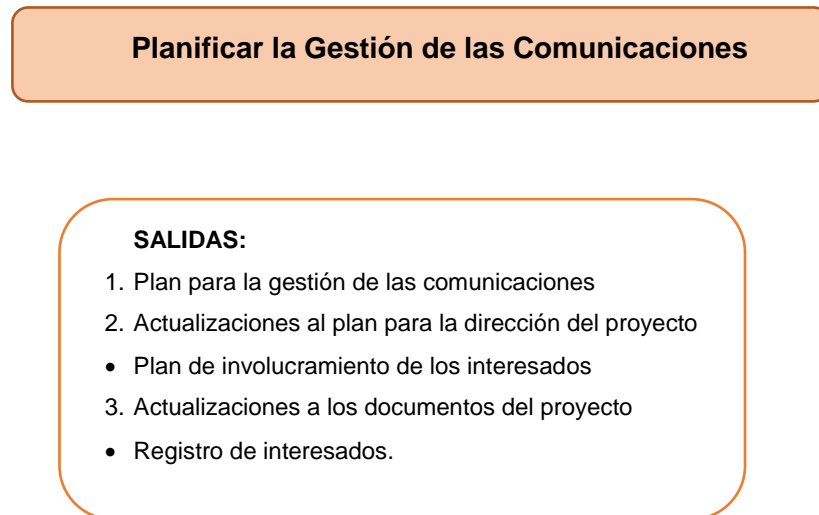 Planificar la Gestión de las Comunicaciones
SALIDAS:
1. Plan para la gestión de las comunicaciones
2. Actualizaciones al plan para la dirección del proyecto
• Plan de involucramiento de los interesados
3. Actualizaciones a los documentos del proyecto
• Registro de interesados.